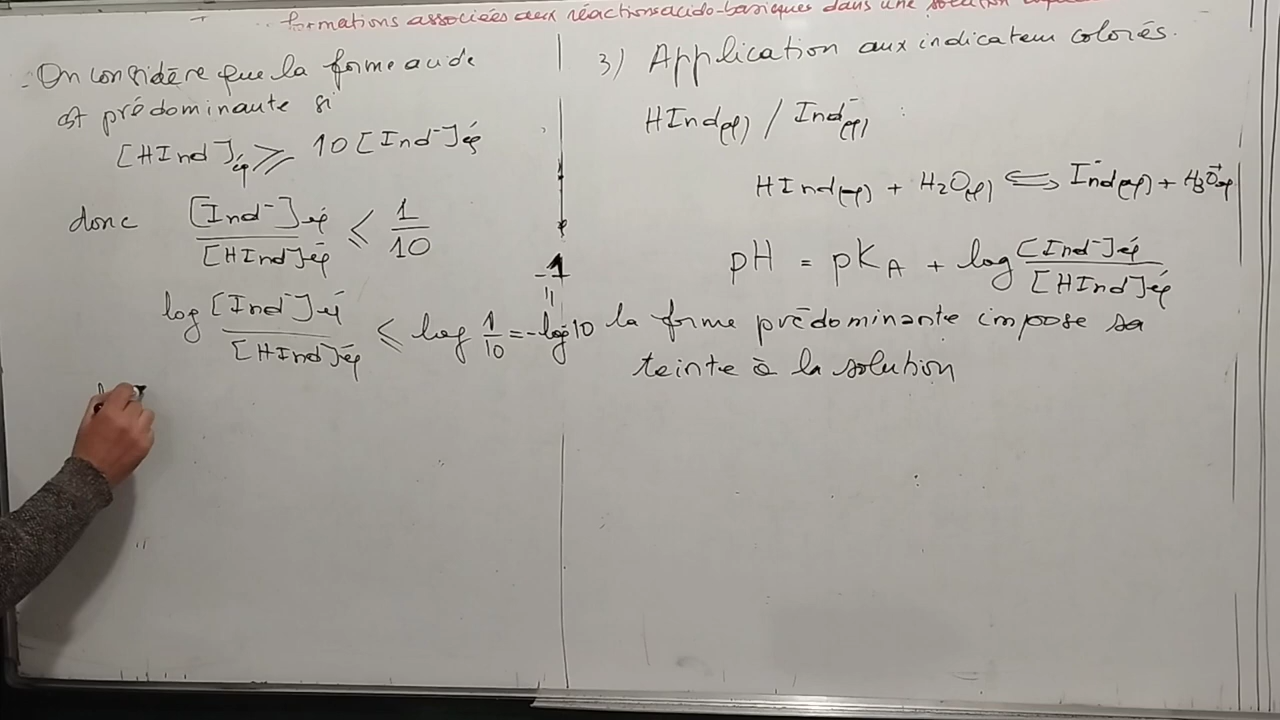 formations associées aux réactions acido-basiques dans une solution
3) Application aux indicateurs colorés.
HInd(aq) / Ind⁻(aq) :
HInd(aq) + H₂O(l) ⇌ Ind⁻(aq) + H₃O⁺aq
pH = pKA + log [Ind⁻]éq / [HInd]éq
la forme prédominante impose sa
teinte à la solution
- On considère que la forme acide
est prédominante si
[HInd]éq ⩾ 10 [Ind⁻]éq
donc [Ind⁻]éq / [HInd]éq ⩽ 1/10
log [Ind⁻]éq / [HInd]éq ⩽ log 1/10 = -log 10
=
-1